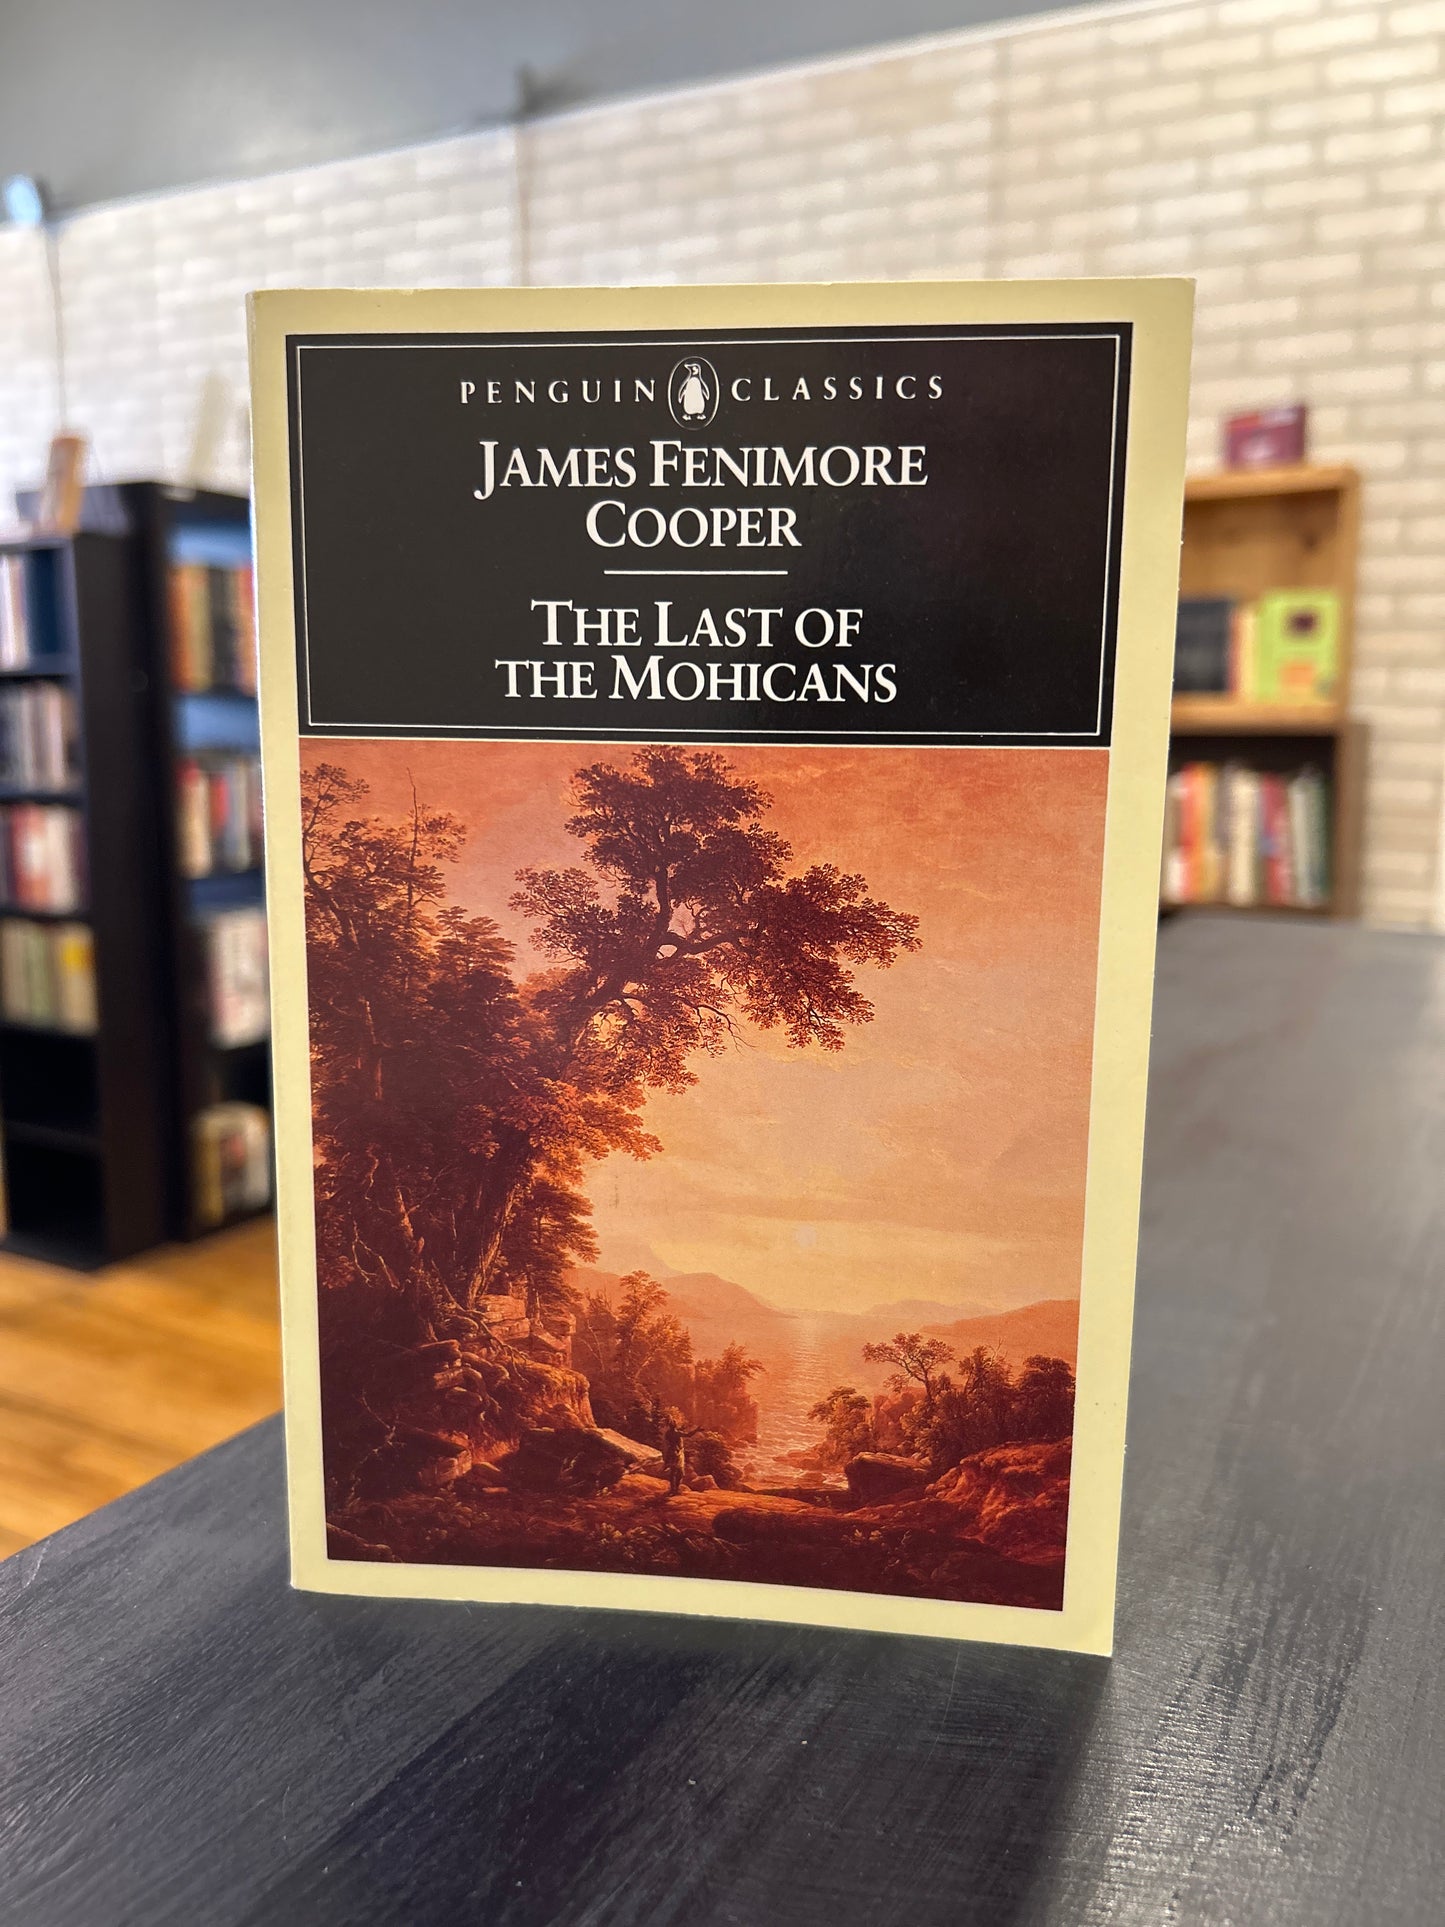 PENGUIN CLASSICS
JAMES FENIMORE
COOPER
THE LAST OF
THE MOHICANS